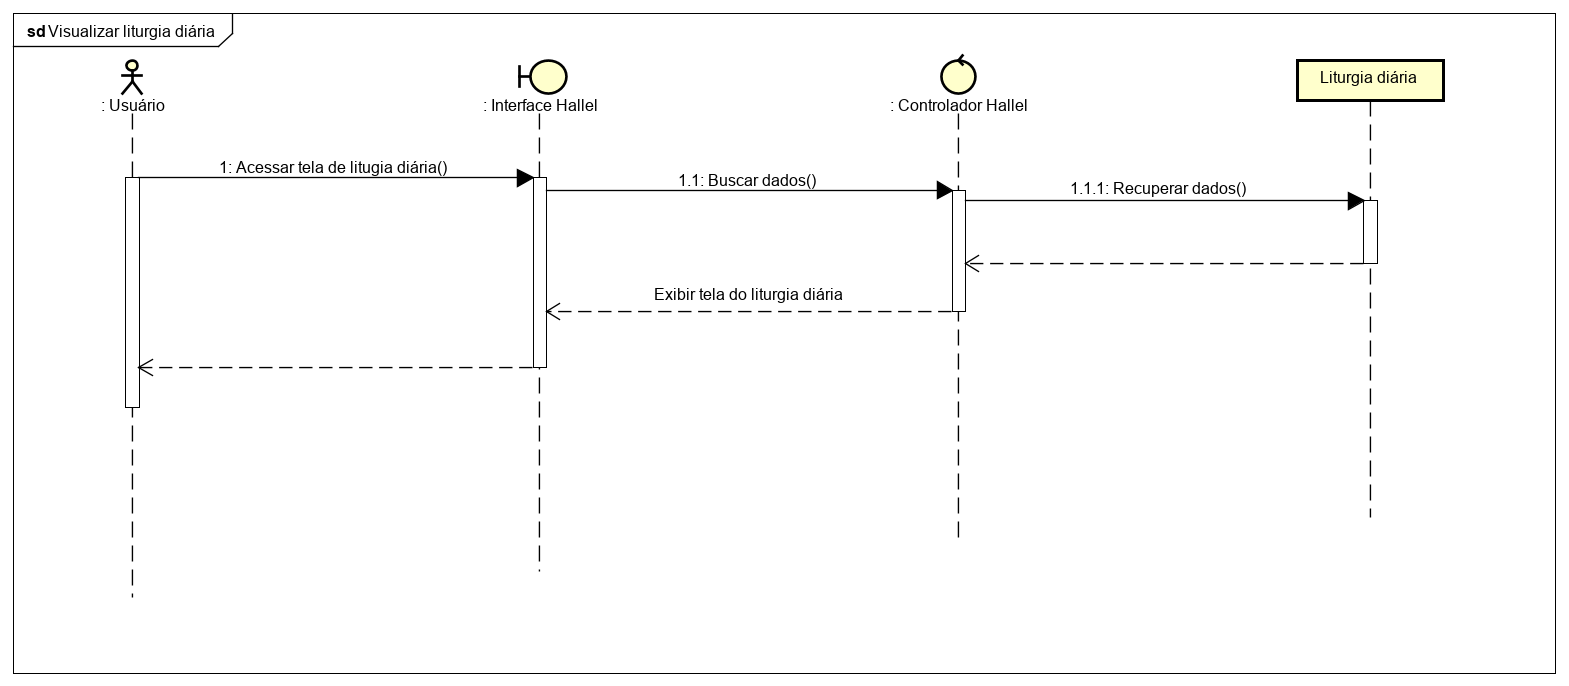 sd Visualizar liturgia diária
: Usuário
: Interface Hallel
: Controlador Hallel
Liturgia diária
1: Acessar tela de litugia diária()
1.1: Buscar dados()
1.1.1: Recuperar dados()
Exibir tela do liturgia diária